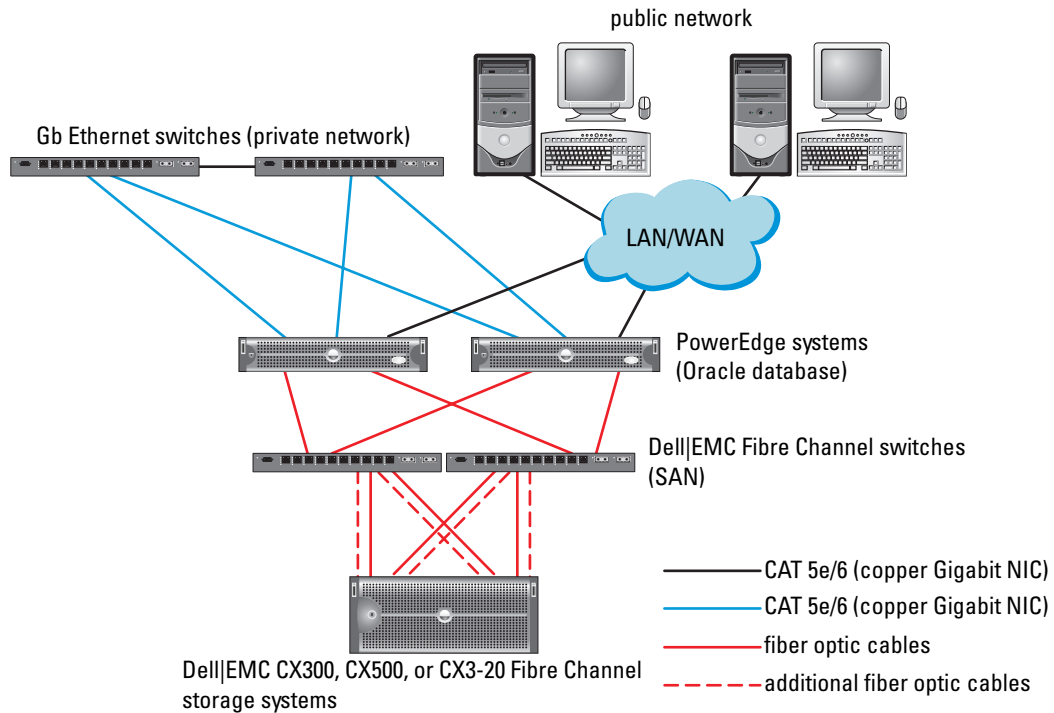 public network
Gb Ethernet switches (private network)
LAN/WAN
PowerEdge systems
(Oracle database)
Dell|EMC Fibre Channel switches
(SAN)
CAT 5e/6 (copper Gigabit NIC)
CAT 5e/6 (copper Gigabit NIC)
fiber optic cables
additional fiber optic cables
Dell|EMC CX300, CX500, or CX3-20 Fibre Channel
storage systems